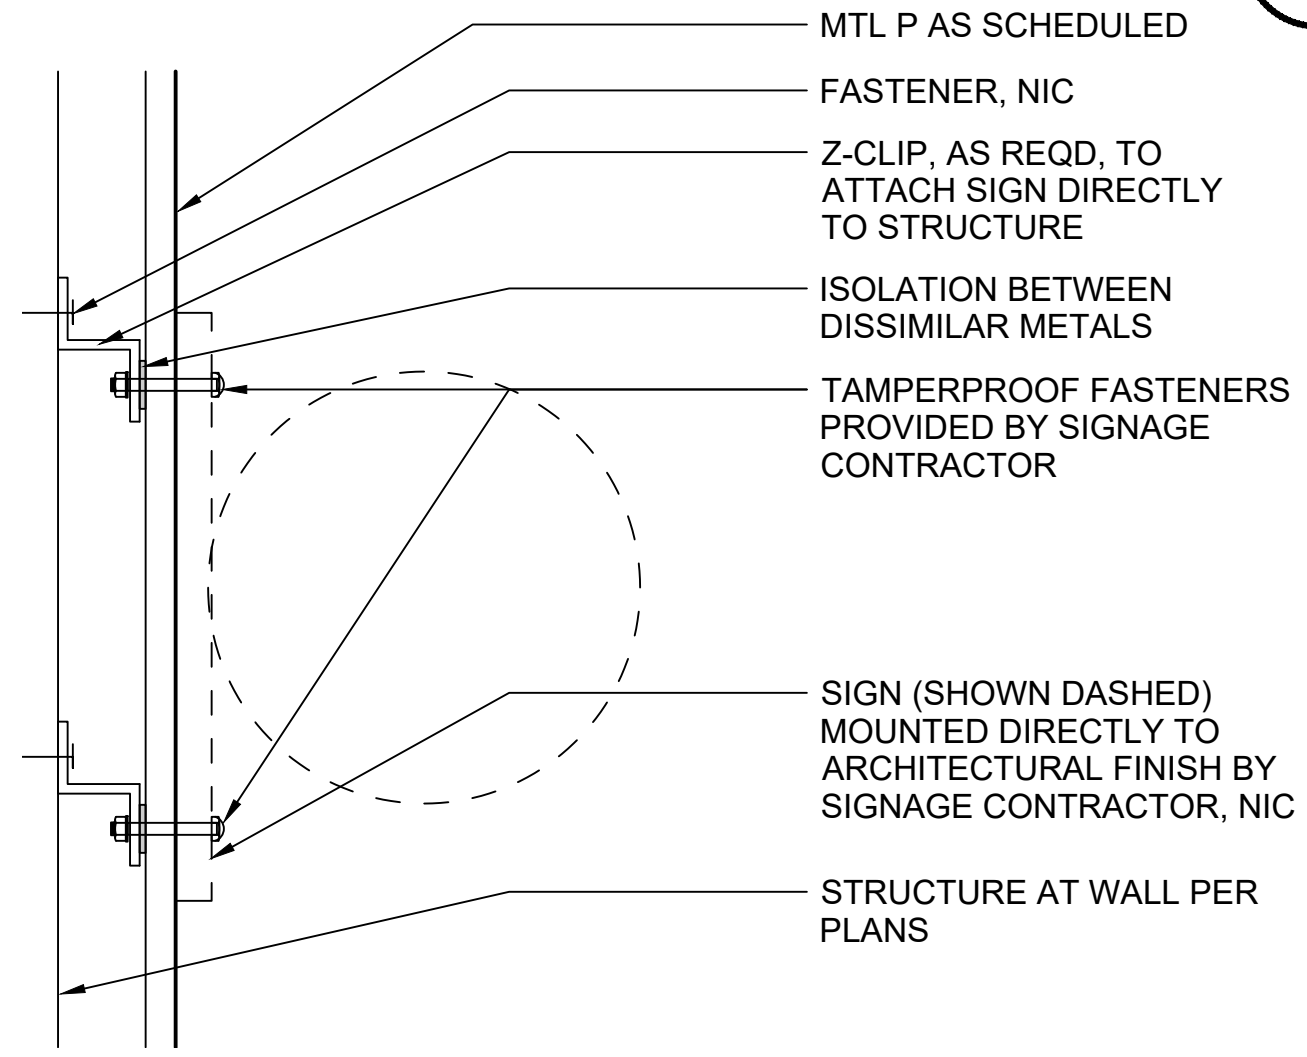 MTL P AS SCHEDULED
FASTENER, NIC
Z-CLIP, AS REQD, TO
ATTACH SIGN DIRECTLY
TO STRUCTURE
ISOLATION BETWEEN
DISSIMILAR METALS
TAMPERPROOF FASTENERS
PROVIDED BY SIGNAGE
CONTRACTOR
SIGN (SHOWN DASHED)
MOUNTED DIRECTLY TO
ARCHITECTURAL FINISH BY
SIGNAGE CONTRACTOR, NIC
STRUCTURE AT WALL PER
PLANS